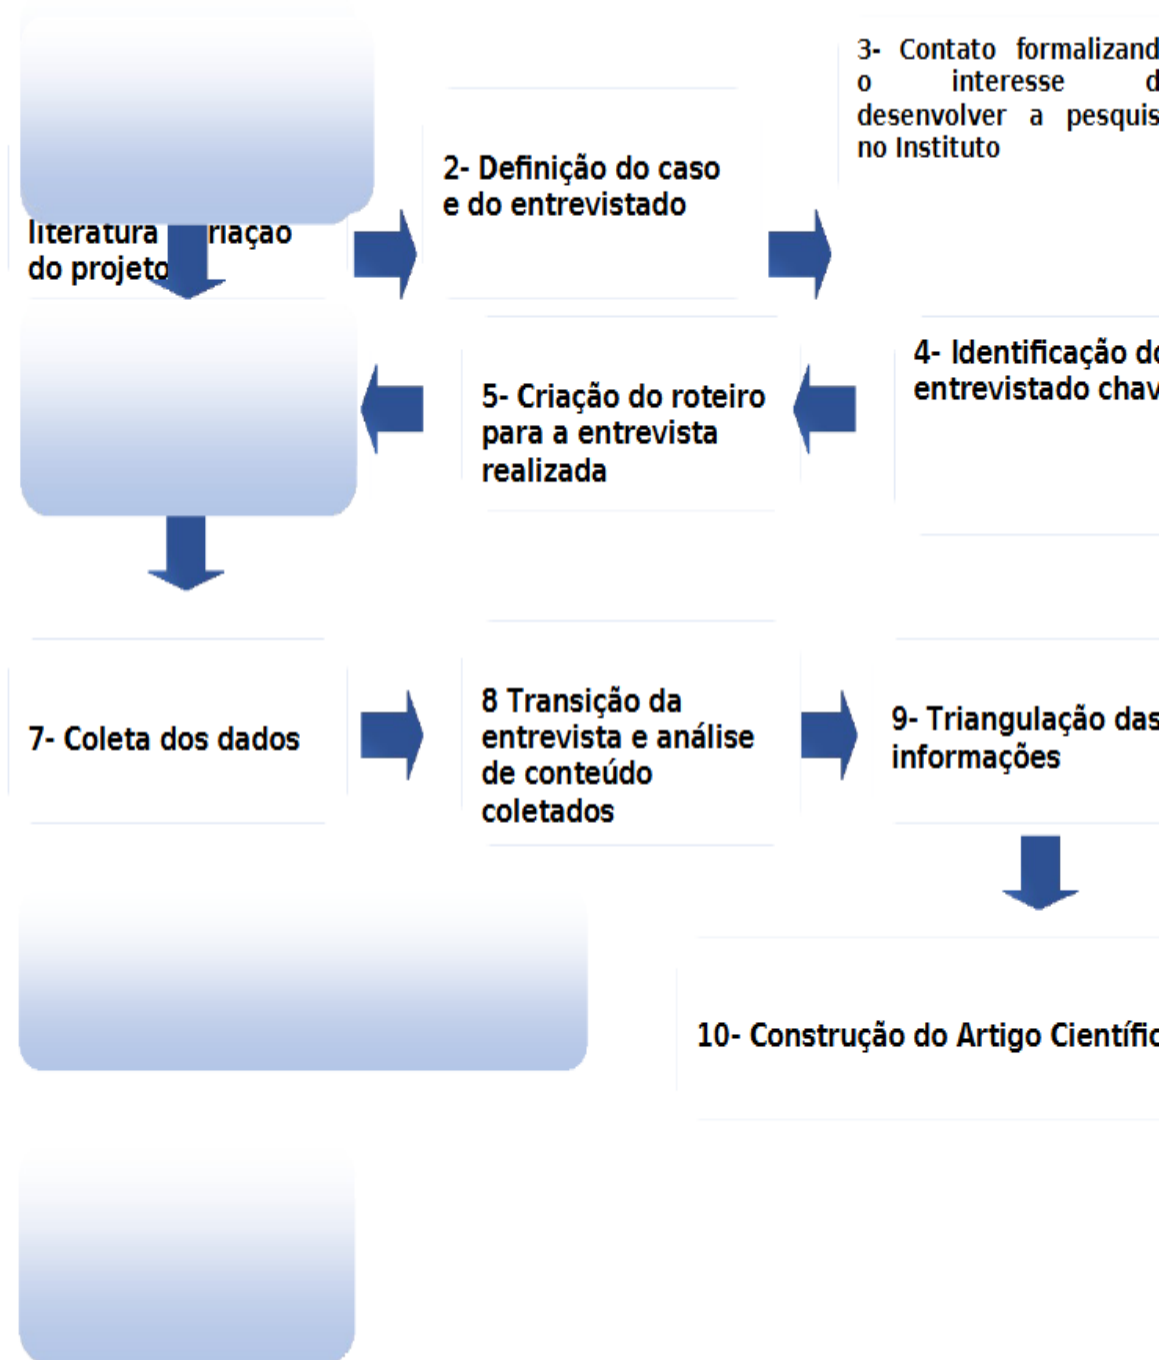 literatura
do projeto
2- Definição do caso
e do entrevistado
3- Contato formalizand
o interesse d
desenvolver a pesquis
no Instituto
4- Identificação do
entrevistado chav
5- Criação do roteiro
para a entrevista
realizada
7- Coleta dos dados
8 Transição da
entrevista e análise
de conteúdo
coletados
9- Triangulação das
informações
10- Construção do Artigo Científic